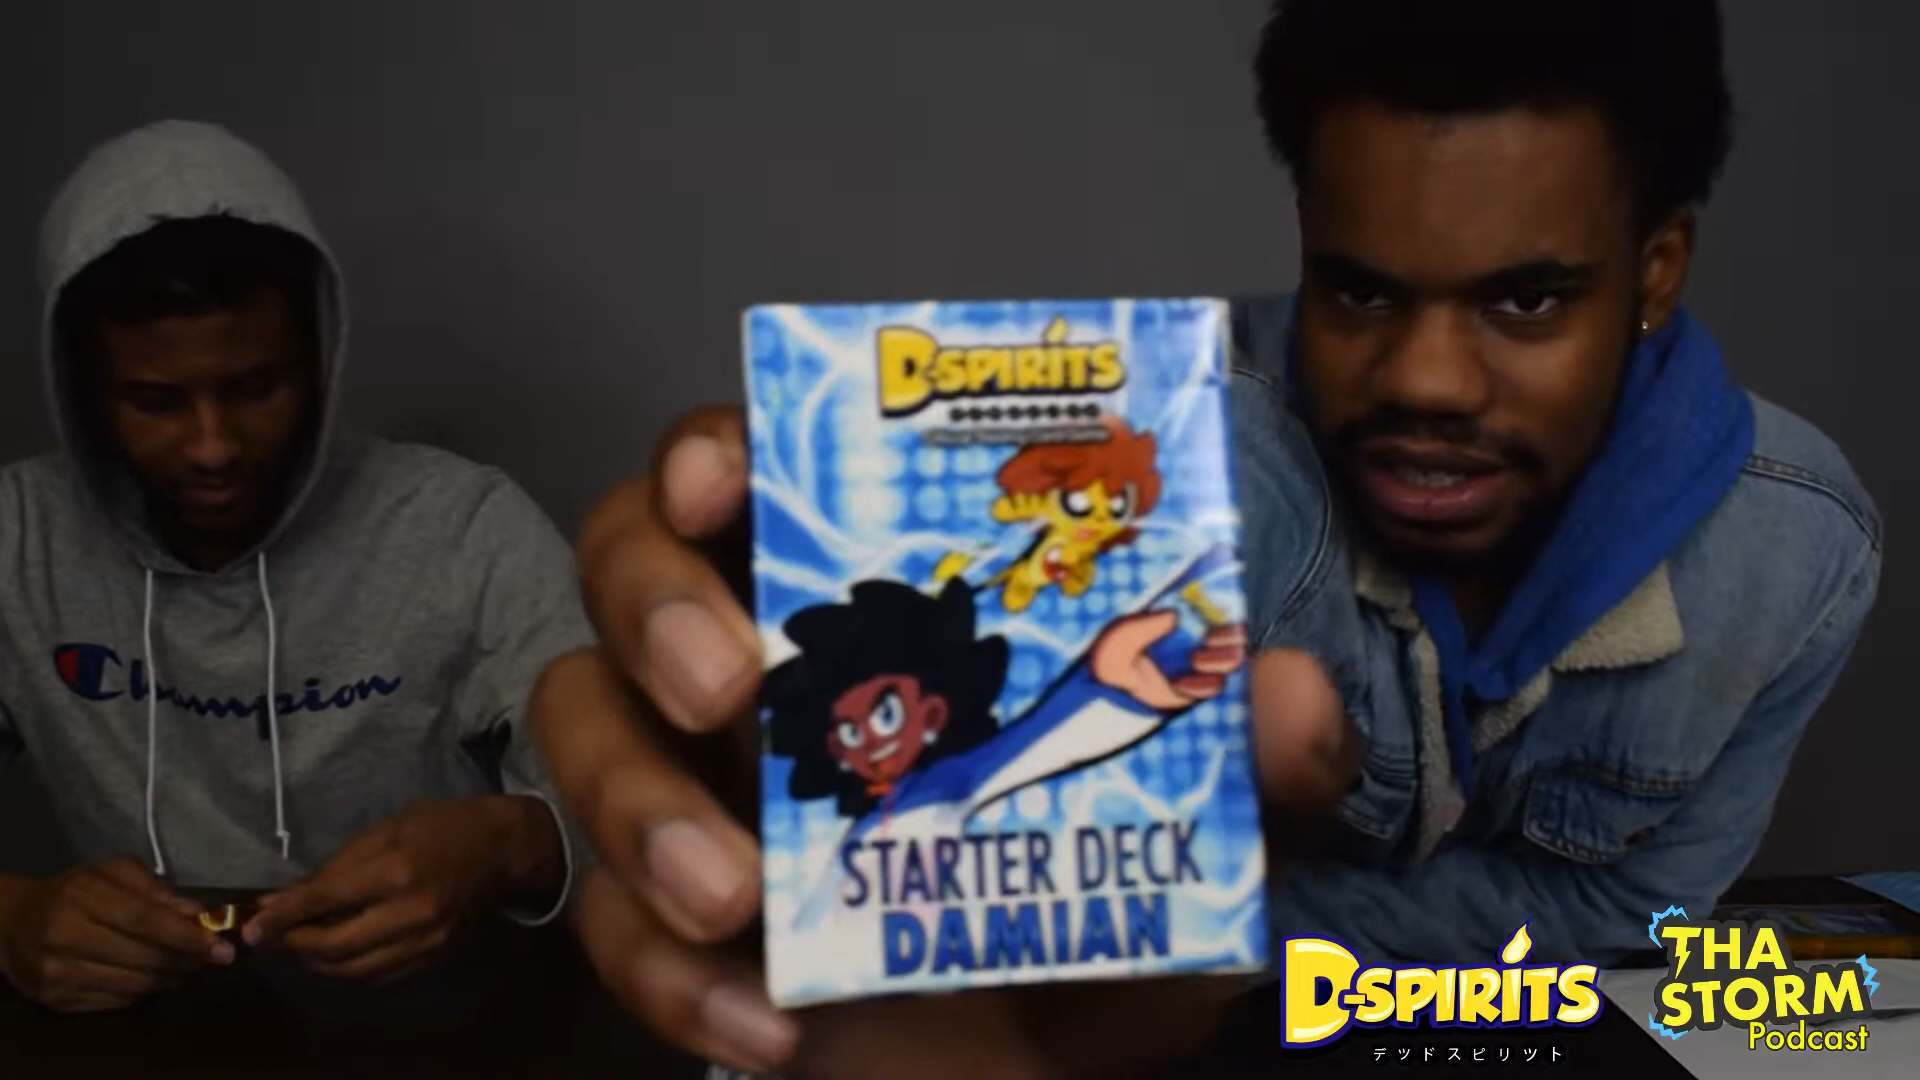 Champion
D-SPIRITS
STARTER DECK
DAMIAN
D-SPIRITS
デッドスピリット
THA
STORM
Podcast